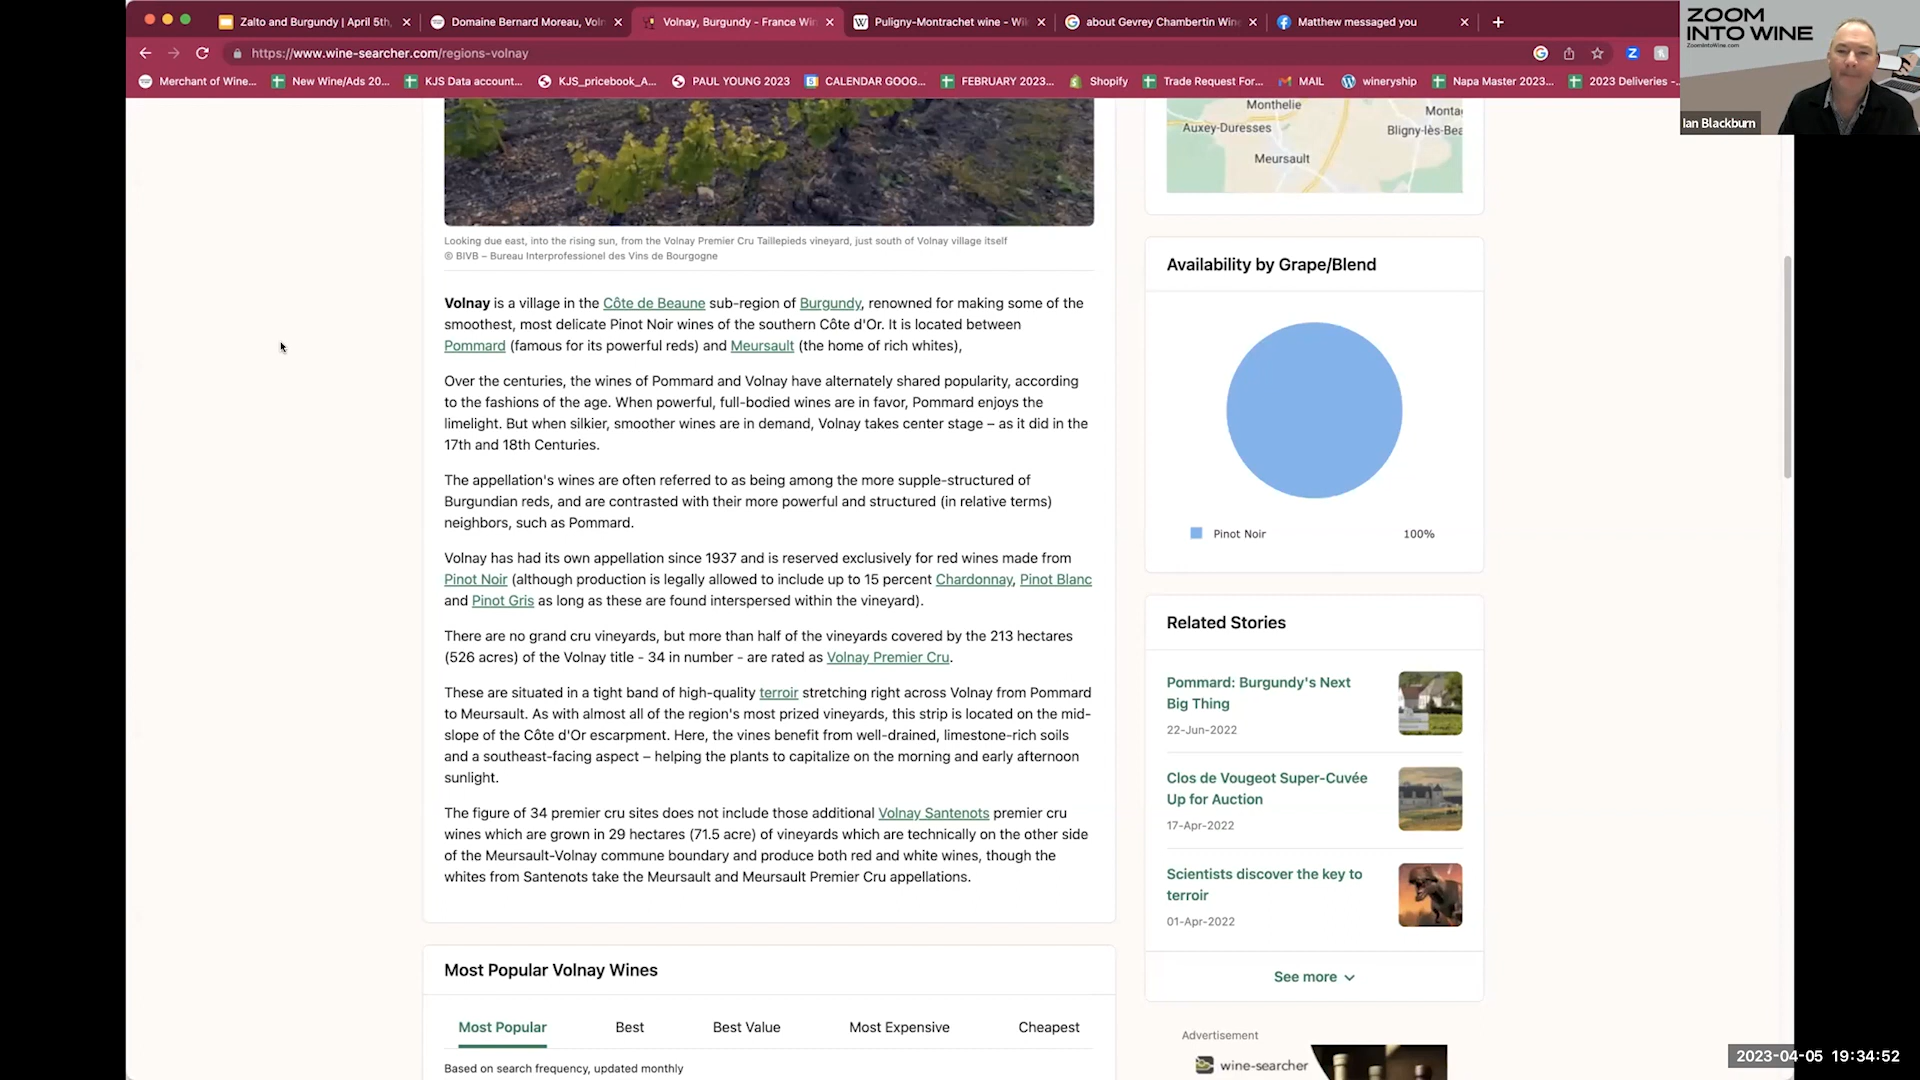 Zalto and Burgundy | April 5th,
Domaine Bernard Moreau, Voln
Volnay, Burgundy - France Win
Puligny-Montrachet wine - Wi
about Gevrey Chambertin Wine
Matthew messaged you
https://www.wine-searcher.com/regions-volnay
Merchant of Wine...
New Wine/Ads 20...
KJS Data account...
KJS_pricebook_A...
PAUL YOUNG 2023
CALENDAR GOOG...
FEBRUARY 2023...
Shopify
Trade Request For...
MAIL
wineryship
Napa Master 2023...
2023 Deliveries -
ZOOM
INTO WINE
ZoomIntoWine.com
Ian Blackburn
Looking due east, into the rising sun, from the Volnay Premier Cru Taillepieds vineyard, just south of Volnay village itself
© BIVB – Bureau Interprofessionel des Vins de Bourgogne
Volnay is a village in the Côte de Beaune sub-region of Burgundy, renowned for making some of the
smoothest, most delicate Pinot Noir wines of the southern Côte d'Or. It is located between
Pommard (famous for its powerful reds) and Meursault (the home of rich whites),
Over the centuries, the wines of Pommard and Volnay have alternately shared popularity, according
to the fashions of the age. When powerful, full-bodied wines are in favor, Pommard enjoys the
limelight. But when silkier, smoother wines are in demand, Volnay takes center stage – as it did in the
17th and 18th Centuries.
The appellation's wines are often referred to as being among the more supple-structured of
Burgundian reds, and are contrasted with their more powerful and structured (in relative terms)
neighbors, such as Pommard.
Volnay has had its own appellation since 1937 and is reserved exclusively for red wines made from
Pinot Noir (although production is legally allowed to include up to 15 percent Chardonnay, Pinot Blanc
and Pinot Gris as long as these are found interspersed within the vineyard).
There are no grand cru vineyards, but more than half of the vineyards covered by the 213 hectares
(526 acres) of the Volnay title - 34 in number - are rated as Volnay Premier Cru.
These are situated in a tight band of high-quality terroir stretching right across Volnay from Pommard
to Meursault. As with almost all of the region's most prized vineyards, this strip is located on the mid-
slope of the Côte d'Or escarpment. Here, the vines benefit from well-drained, limestone-rich soils
and a southeast-facing aspect – helping the plants to capitalize on the morning and early afternoon
sunlight.
The figure of 34 premier cru sites does not include those additional Volnay Santenots premier cru
wines which are grown in 29 hectares (71.5 acre) of vineyards which are technically on the other side
of the Meursault-Volnay commune boundary and produce both red and white wines, though the
whites from Santenots take the Meursault and Meursault Premier Cru appellations.
Most Popular Volnay Wines
Most Popular
Best
Best Value
Most Expensive
Cheapest
Based on search frequency, updated monthly
Monthelie
Monta
Auxey-Duresses
Bligny-lès-Bea
Meursault
Availability by Grape/Blend
Pinot Noir
100%
Related Stories
Pommard: Burgundy's Next
Big Thing
22-Jun-2022
Clos de Vougeot Super-Cuvée
Up for Auction
17-Apr-2022
Scientists discover the key to
terroir
01-Apr-2022
See more
Advertisement
wine-searcher
2023-04-05 19:34:52